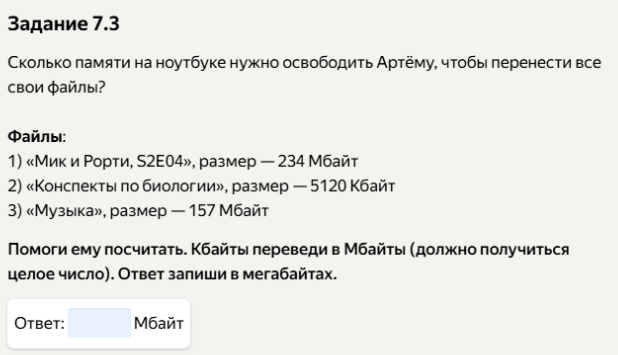 Задание 7.3
Сколько памяти на ноутбуке нужно освободить Артёму, чтобы перенести все
свои файлы?
Файлы:
1) «Мик и Рорти, S2E04», размер — 234 Мбайт
2) «Конспекты по биологии», размер — 5120 Кбайт
3) «Музыка», размер — 157 Мбайт
Помоги ему посчитать. Кбайты переведи в Мбайты (должно получиться
целое число). Ответ запиши в мегабайтах.
Ответ: Мбайт